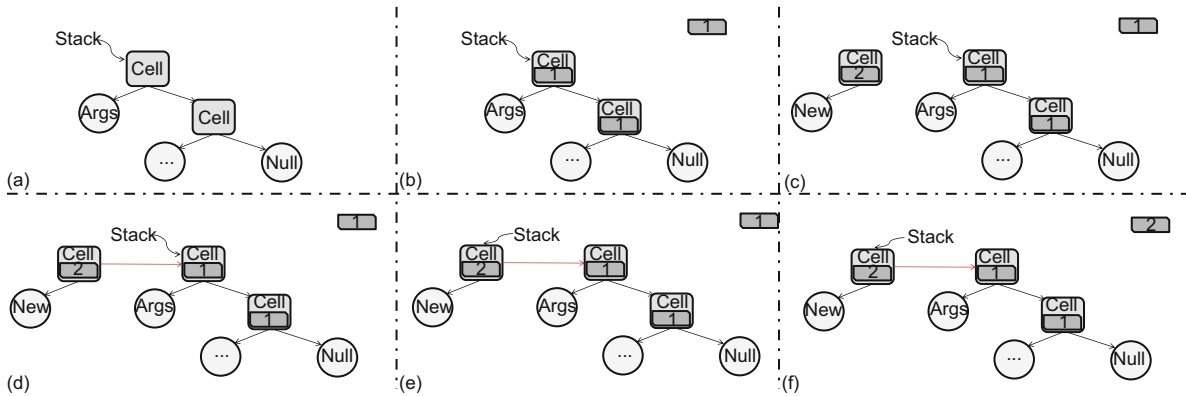 Stack
Cell
Args
Cell
...
Null
(a)
1
Stack
Cell
1
Args
Cell
1
...
Null
(b)
1
Stack
Cell
2
Cell
1
New
Args
Cell
1
...
Null
(c)
1
Stack
Cell
2
Cell
1
New
Args
Cell
1
...
Null
(d)
1
Stack
Cell
2
Cell
1
New
Args
Cell
1
...
Null
(e)
2
Stack
Cell
2
Cell
1
New
Args
Cell
1
...
Null
(f)